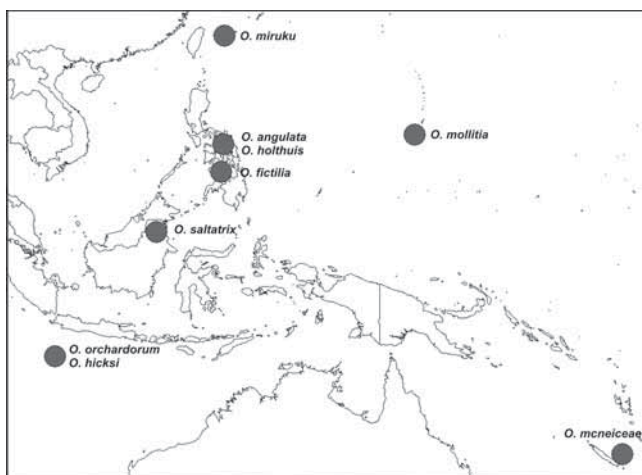 O. miruku
O. angulata
O. holthuis
O. mollitia
O. fictilia
O. saltatrix
O. orchardorum
O. hicksi
O. mcneiceae